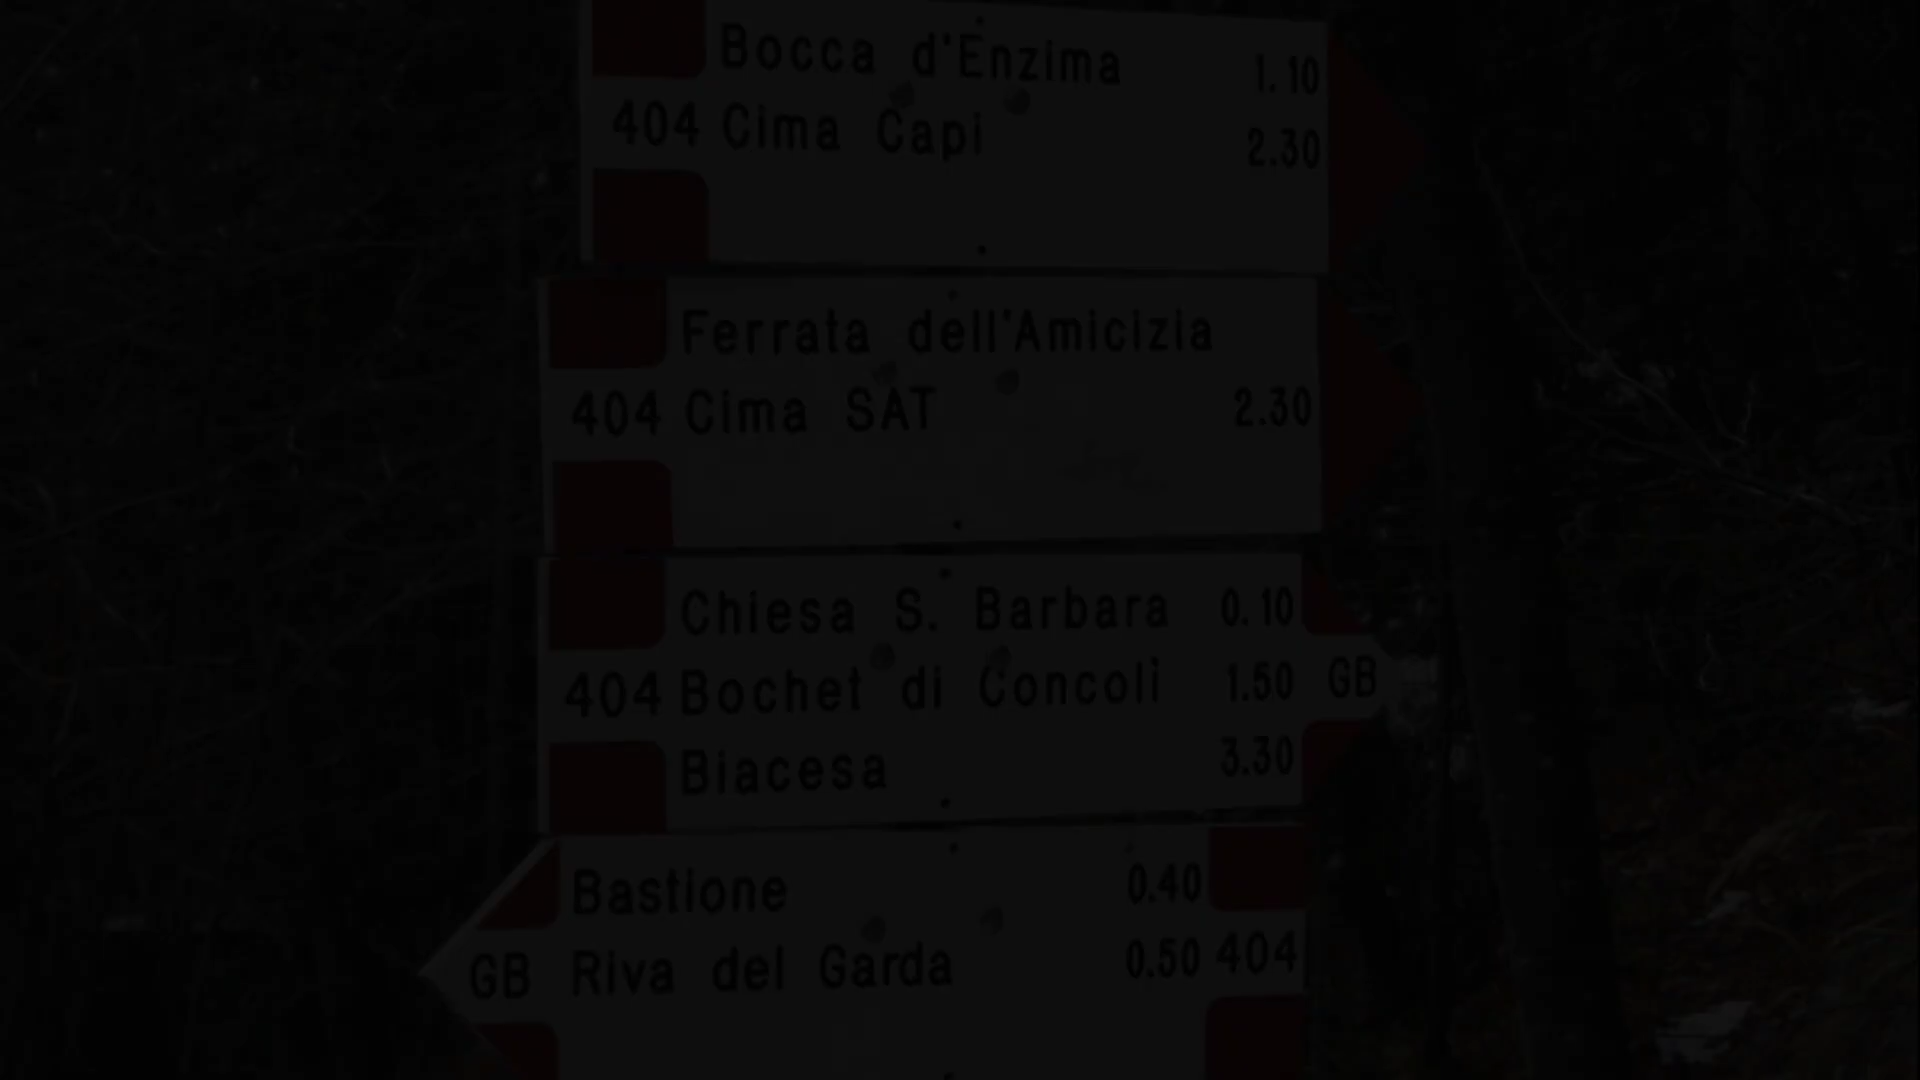 Bocca d'Enzima 1.10
404 Cima Capi 2.30
Ferrata dell'Amicizia
404 Cima SAT 2.30
Chiesa S. Barbara 0.10
404 Bochet di Concolì 1.50 GB
Biacesa 3.30
Bastione 0.40
GB Riva del Garda 0.50 404